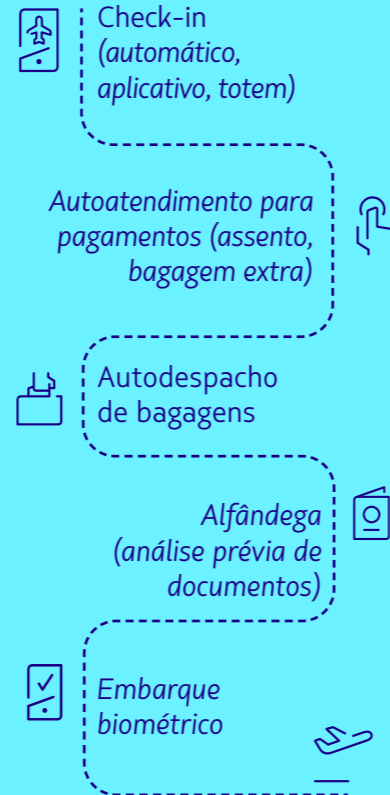 Check-in
(automático,
aplicativo, totem)
Autoatendimento para
pagamentos (assento,
bagagem extra)
Autodespacho
de bagagens
Alfândega
(análise prévia de
documentos)
Embarque
biométrico